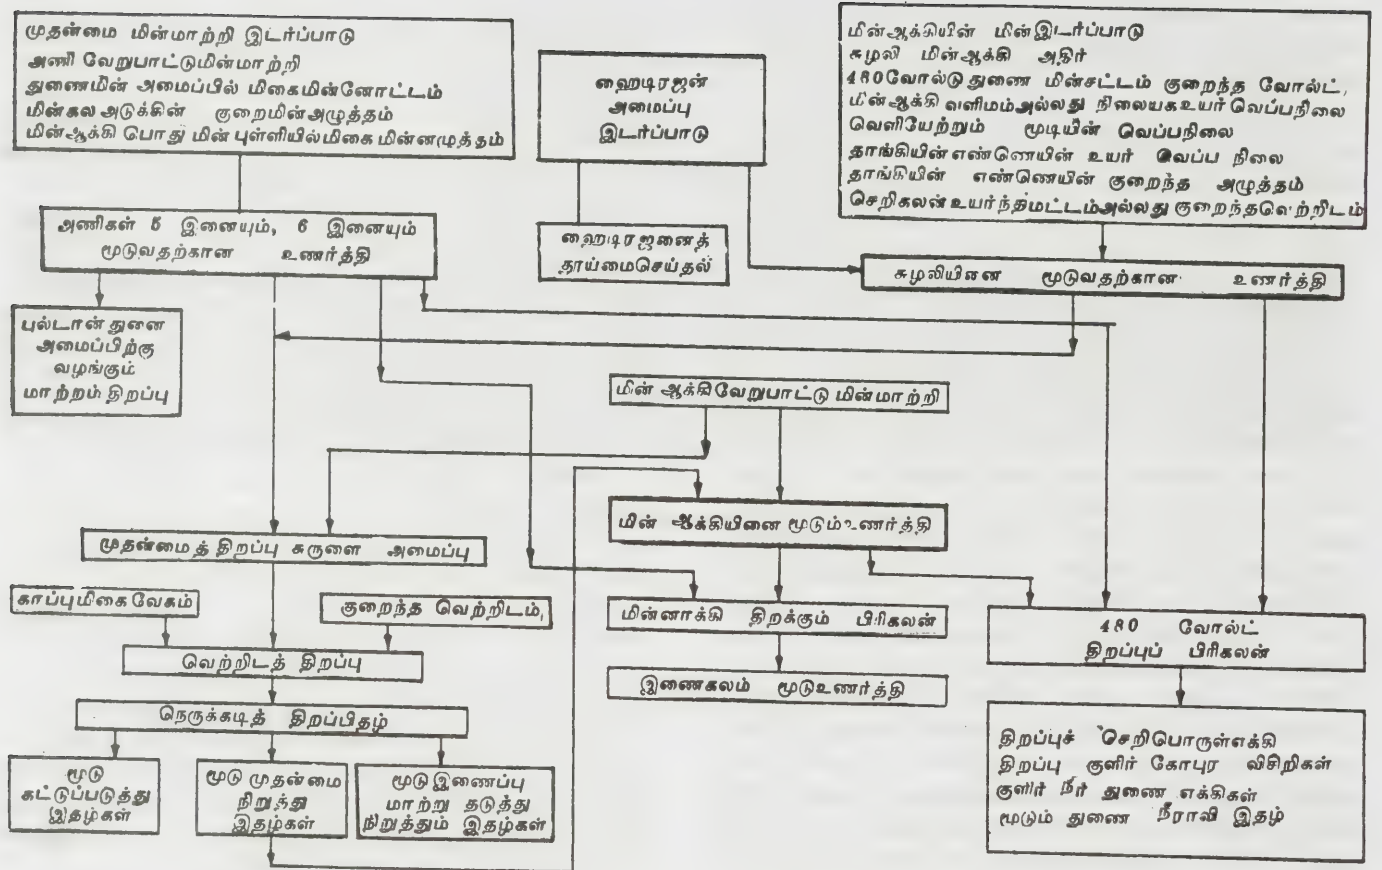 முதன்மை மின்மாற்றி இடர்ப்பாடு
அணி வேறுபாட்டுமின்மாற்றி
துணைமின் அமைப்பில் மிகைமின்னோட்டம்
மின்கல அடுக்கின் குறைமின்அழுத்தம்
மின்ஆக்கி பொது மின் புள்ளியில் மிகை மின்னழுத்தம்
ஹைடிரஜன்
அமைப்பு
இடர்ப்பாடு
மின்ஆக்கியின் மின்இடர்ப்பாடு
சுழலி மின்ஆக்கி அதிர்
480வோல்டு துணை மின்சட்டம் குறைந்த வோல்ட்,
மின்ஆக்கி வளிமம் அல்லது நிலையக உயர் வெப்பநிலை
வெளியேற்றும் மூடியின் வெப்பநிலை
தாங்கியின் எண்ணெயின் உயர் வெப்ப நிலை
தாங்கியின் எண்ணெயின் குறைந்த அழுத்தம்
செறிகலன் உயர்ந்தமட்டம் அல்லது குறைந்தவெற்றிடம்
அணிகள் 5 இனையும், 6 இனையும்
மூடுவதற்கான உணர்த்தி
ஹைடிரஜனைத்
தூய்மைசெய்தல்
சுழலியினை மூடுவதற்கான உணர்த்தி
புல்டான் துனை
அமைப்பிற்கு
வழங்கும்
மாற்றம் திறப்பு
மின் ஆக்கி வேறுபாட்டு மின்மாற்றி
மின் ஆக்கியினை மூடும் உணர்த்தி
முதன்மைத் திறப்பு சுருளை அமைப்பு
காப்புமிகை வேகம்
குறைந்த வெற்றிடம்,
மின்னாக்கி திறக்கும் பிரிகலன்
480 வோல்ட்
திறப்புப் பிரிகலன்
வெற்றிடத் திறப்பு
இணைகலம் மூடுஉணர்த்தி
நெருக்கடித் திறப்பிதழ்
மூடு
கட்டுப்படுத்து
இதழ்கள்
மூடு முதன்மை
நிறுத்து
இதழ்கள்
மூடு இணைப்பு
மாற்று தடுத்து
நிறுத்தும் இதழ்கள்
திறப்புச் செறிபொருள்எக்கி
திறப்பு குளிர் கோபுர விசிறிகள்
குளிர் நீர் துணை எக்கிகள்
மூடும் துணை நீராவி இதழ்